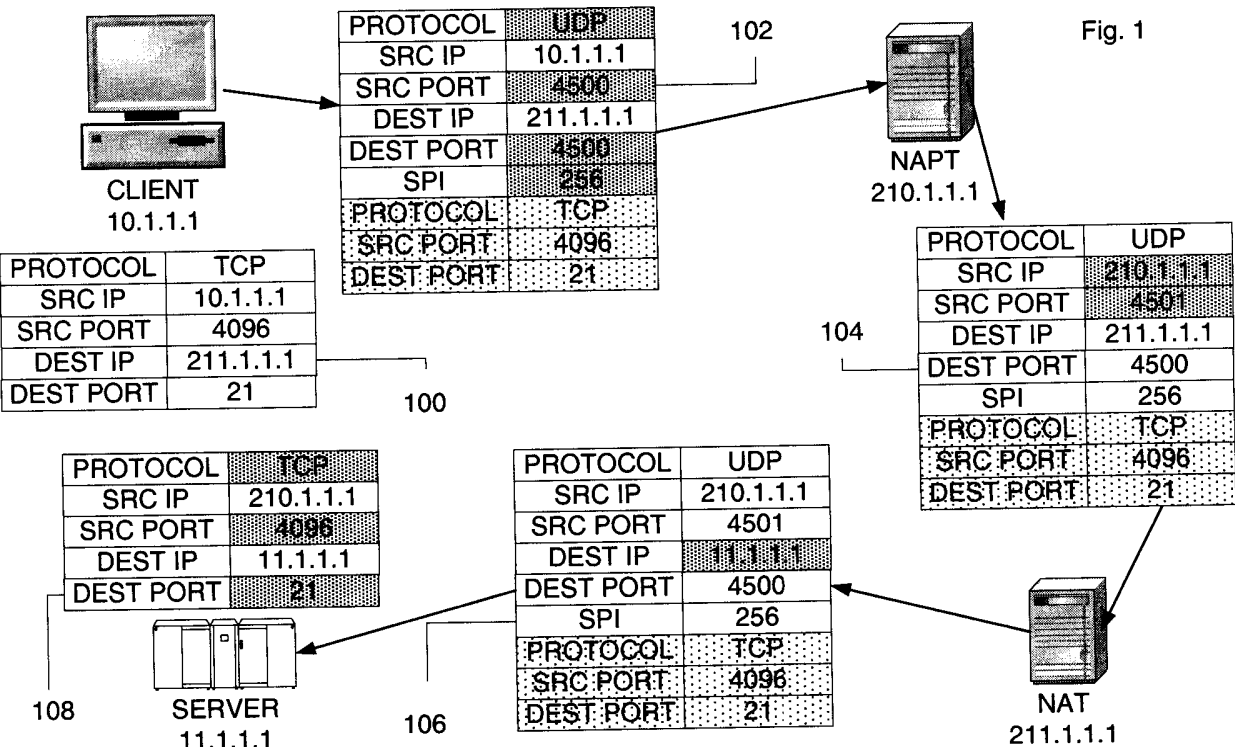 Fig. 1
CLIENT
10.1.1.1
PROTOCOL TCP
SRC IP 10.1.1.1
SRC PORT 4096
DEST IP 211.1.1.1
DEST PORT 21
100
PROTOCOL UDP
SRC IP 10.1.1.1
SRC PORT 4500
DEST IP 211.1.1.1
DEST PORT 4500
SPI 256
PROTOCOL TCP
SRC PORT 4096
DEST PORT 21
102
NAPT
210.1.1.1
PROTOCOL UDP
SRC IP 210.1.1.1
SRC PORT 4501
DEST IP 211.1.1.1
DEST PORT 4500
SPI 256
PROTOCOL TCP
SRC PORT 4096
DEST PORT 21
104
NAT
211.1.1.1
PROTOCOL UDP
SRC IP 210.1.1.1
SRC PORT 4501
DEST IP 11.1.1.1
DEST PORT 4500
SPI 256
PROTOCOL TCP
SRC PORT 4096
DEST PORT 21
106
PROTOCOL TCP
SRC IP 210.1.1.1
SRC PORT 4096
DEST IP 11.1.1.1
DEST PORT 21
108
SERVER
11.1.1.1